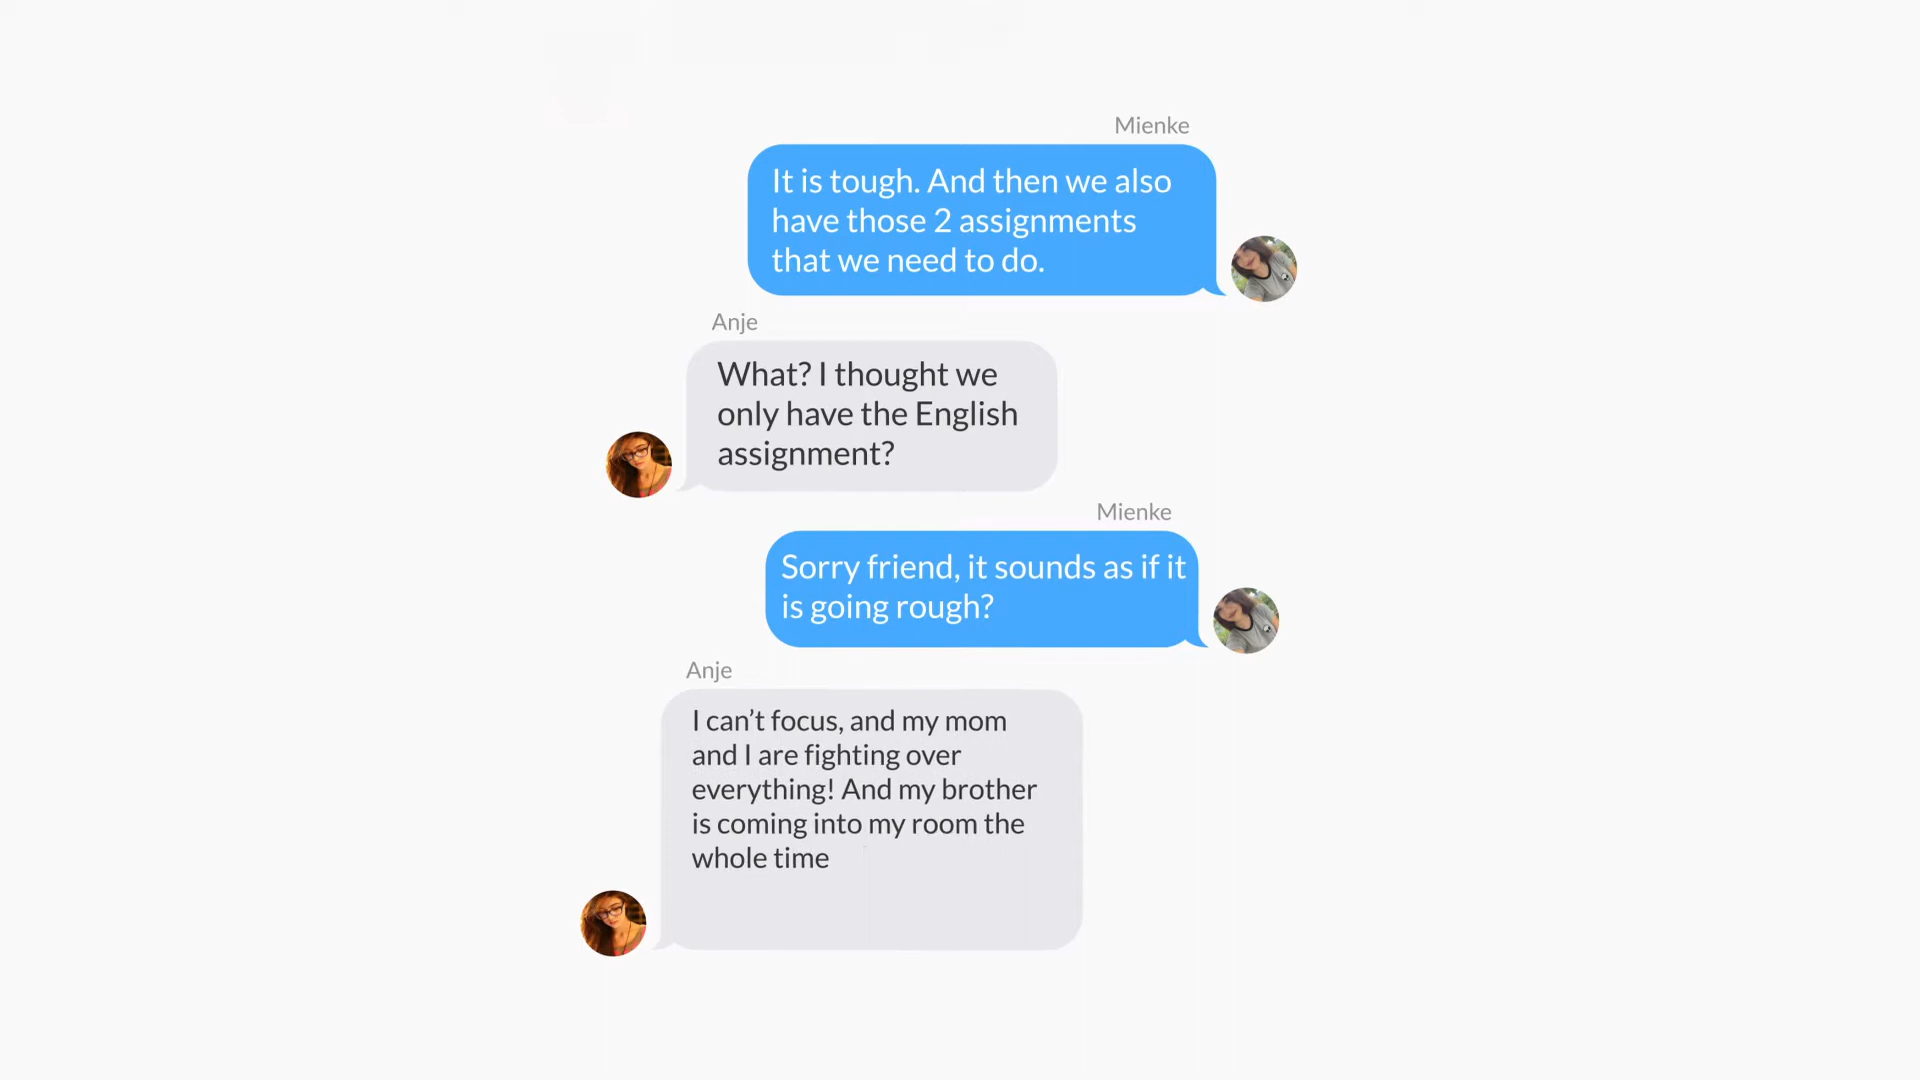 Mienke
It is tough. And then we also
have those 2 assignments
that we need to do.
Anje
What? I thought we
only have the English
assignment?
Mienke
Sorry friend, it sounds as if it
is going rough?
Anje
I can’t focus, and my mom
and I are fighting over
everything! And my brother
is coming into my room the
whole time